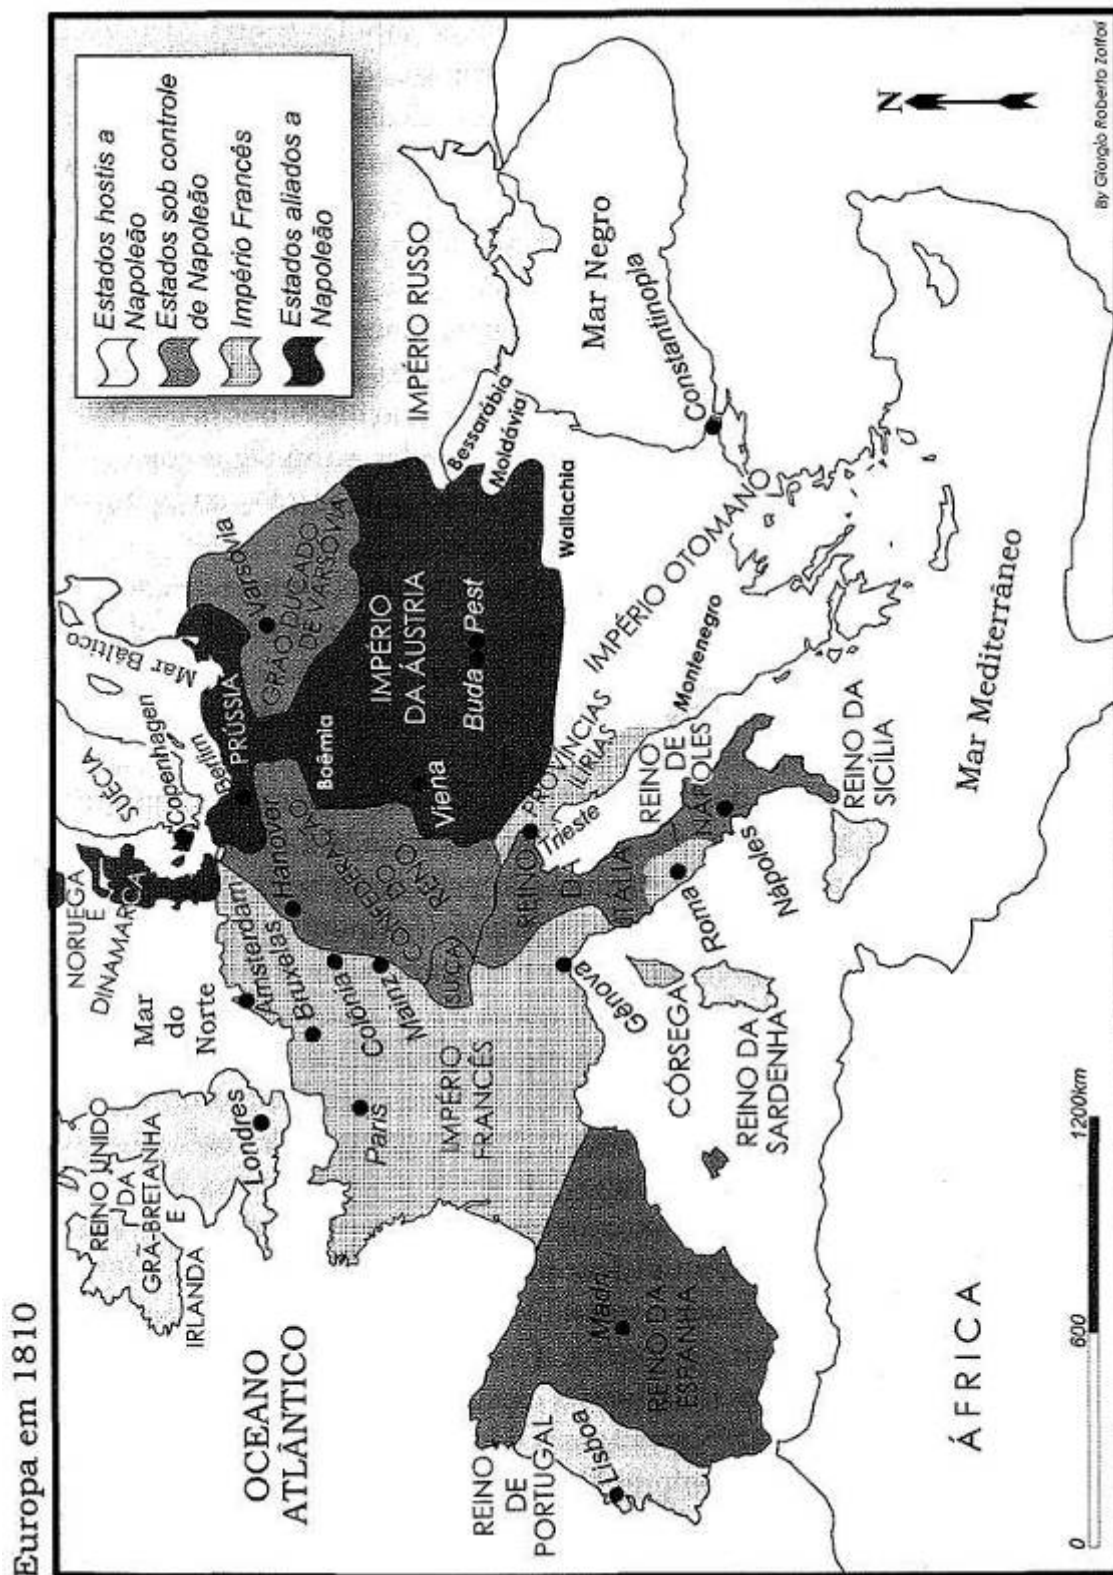 Europa em 1810
Estados hostis a
Napoleão
Estados sob controle
de Napoleão
Império Francês
Estados aliados a
Napoleão
NORUEGA
E
DINAMARCA
SUÉCIA
Copenhagen
Mar Báltico
Mar
do
Norte
REINO UNIDO
DA
GRÃ-BRETANHA
E
IRLANDA
Londres
Amsterdam
Bruxelas
Hanover
Berlim
PRÚSSIA
Varsovia
GRÃO DUCADO
DE VARSOVIA
IMPÉRIO RUSSO
Colônia
Mainz
Paris
CONFEDERAÇÃO
DO
RENO
Boêmia
Viena
IMPÉRIO
DA ÁUSTRIA
Buda
Pest
Bessarábia
Moldávia
Wallachia
OCEANO
ATLÂNTICO
IMPÉRIO
FRANCÊS
SUÍÇA
REINO
DA
ITÁLIA
Trieste
PROVÍNCIAS
ILÍRIAS
IMPÉRIO OTOMANO
Montenegro
Mar Negro
Constantinopla
Gênova
Roma
REINO
DE
NÁPOLES
Nápoles
CÓRSEGA
REINO DA
SARDENHA
REINO DA
SICÍLIA
REINO
DE
PORTUGAL
Lisboa
REINO DA
ESPANHA
Mar Mediterrâneo
ÁFRICA
N
0
600
1200km
By Giorgio Roberto Zoffoli